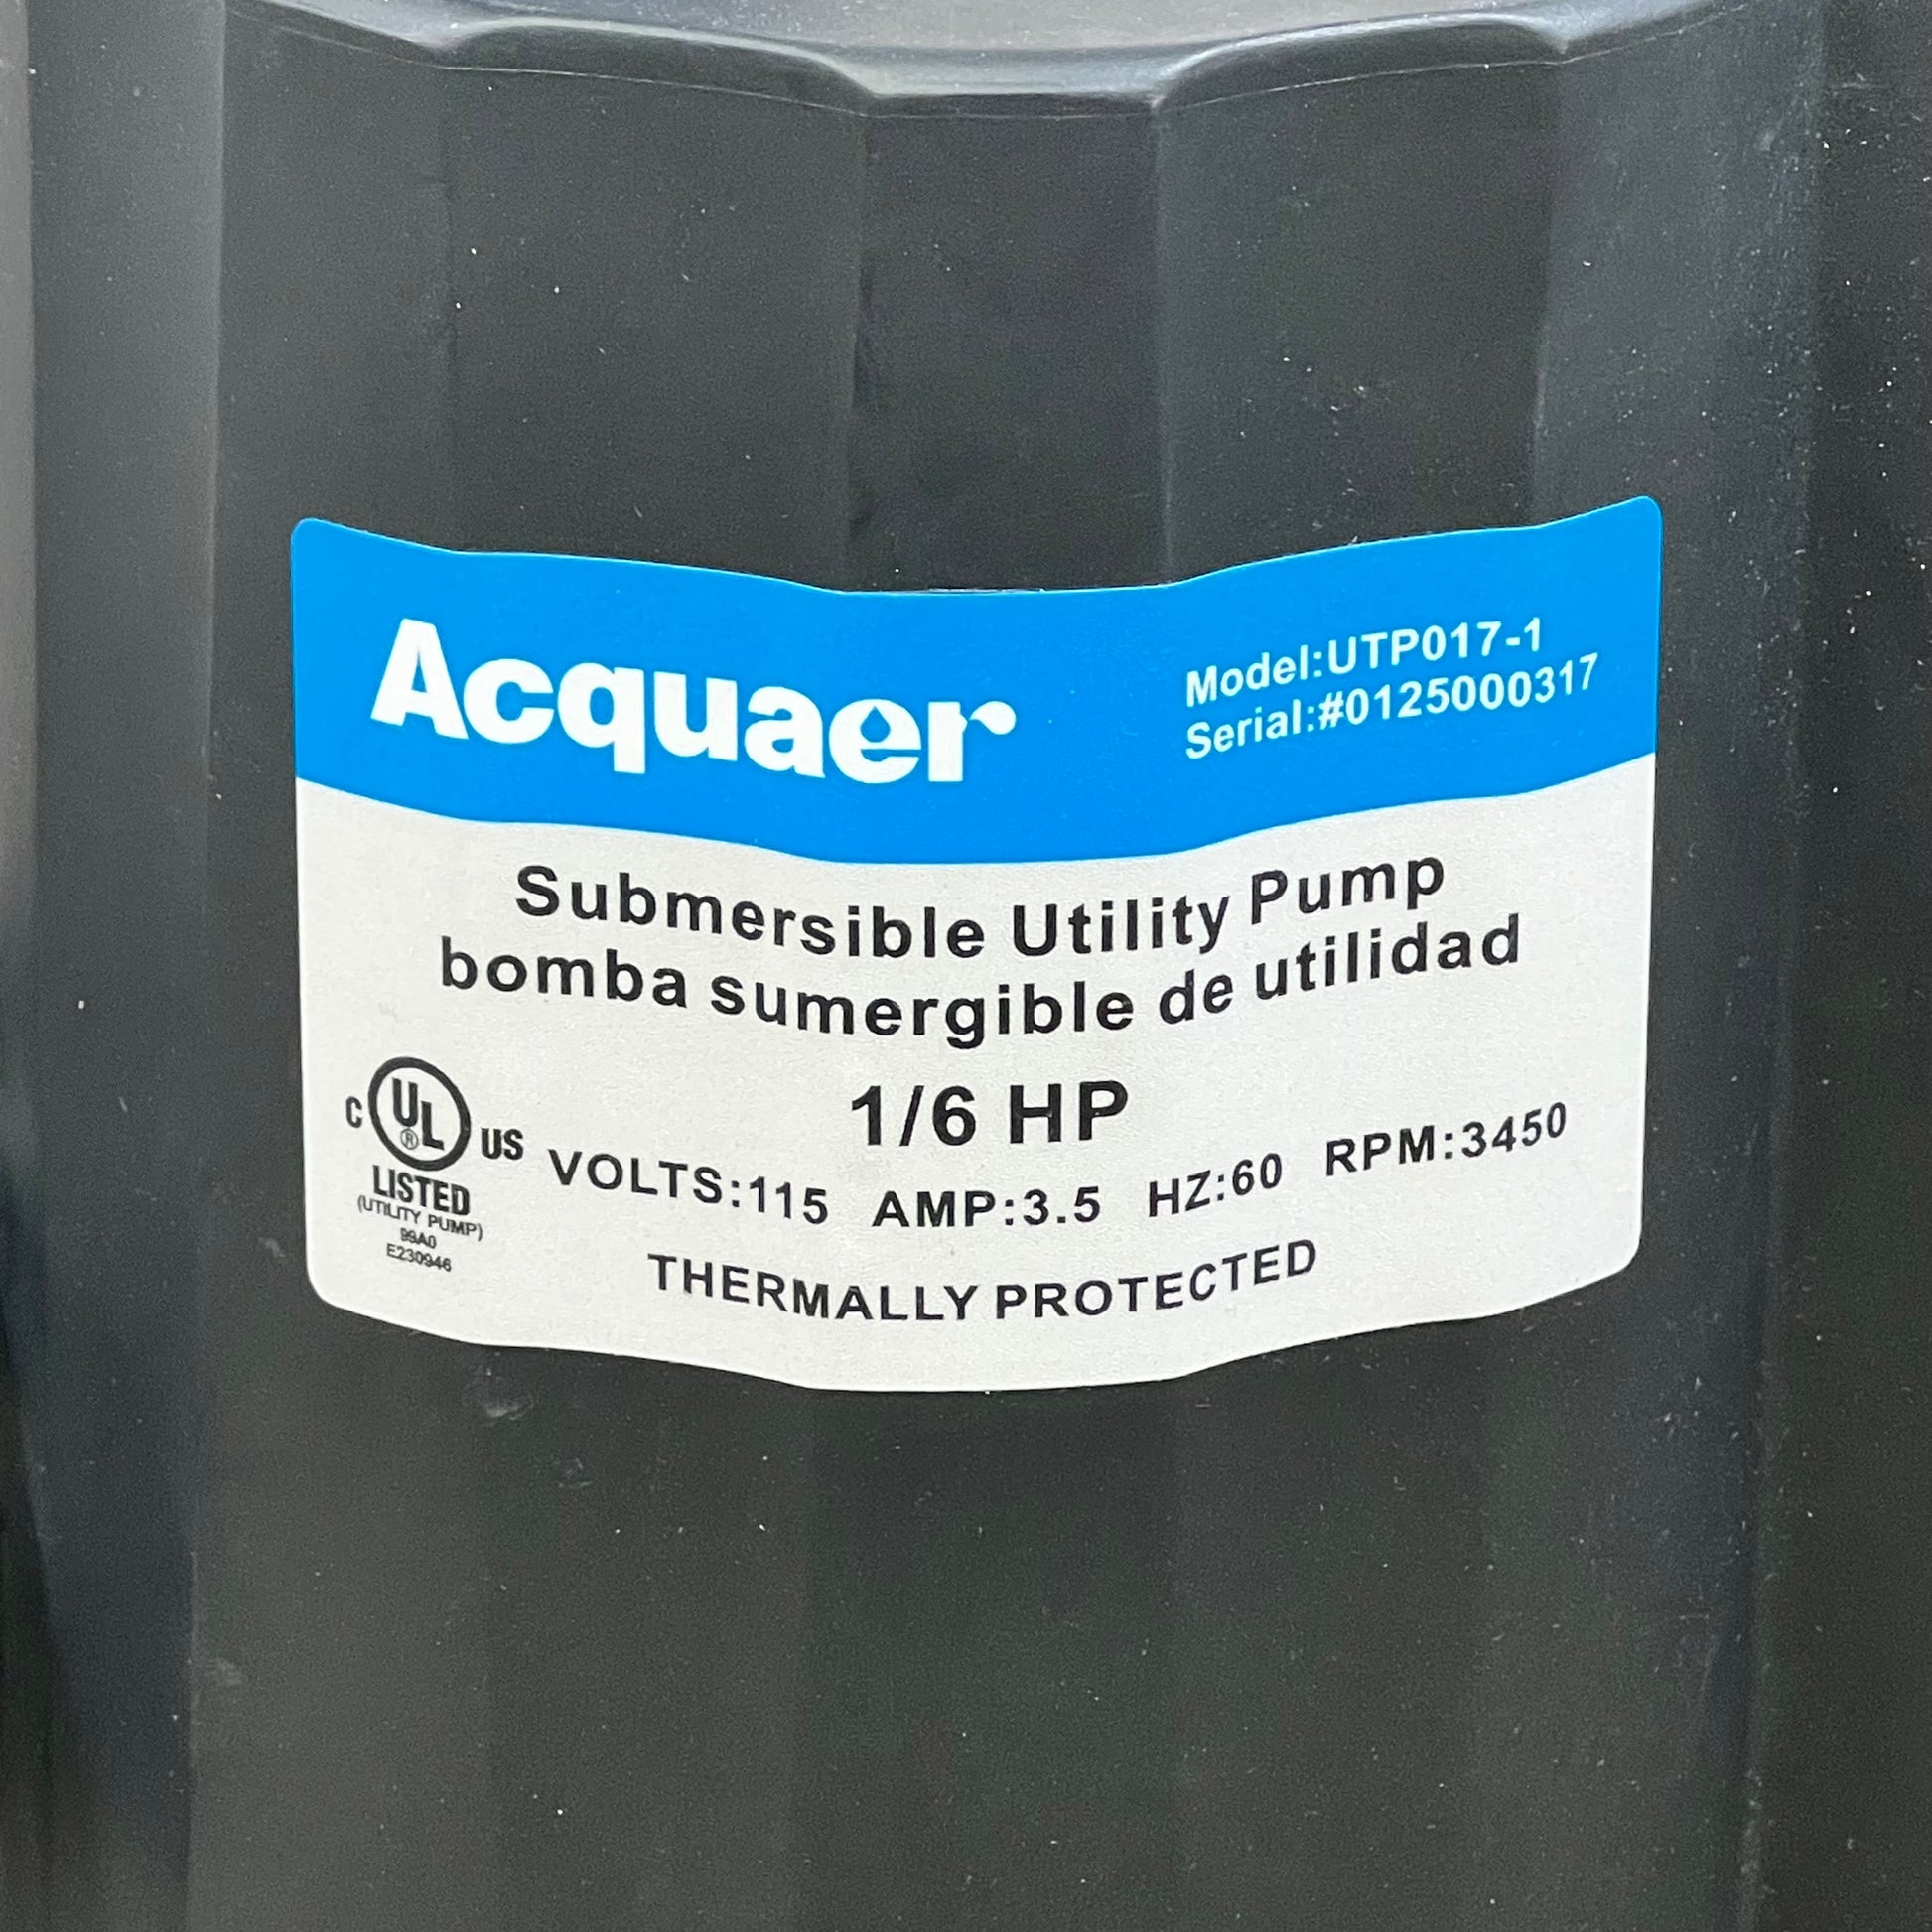 Acquaer
Model:UTP017-1
Serial:#0125000317
Submersible Utility Pump
bomba sumergible de utilidad
1/6 HP
C UL ® US
LISTED
(UTILITY PUMP)
99A0
E230946
VOLTS:115 AMP:3.5 HZ:60 RPM:3450
THERMALLY PROTECTED